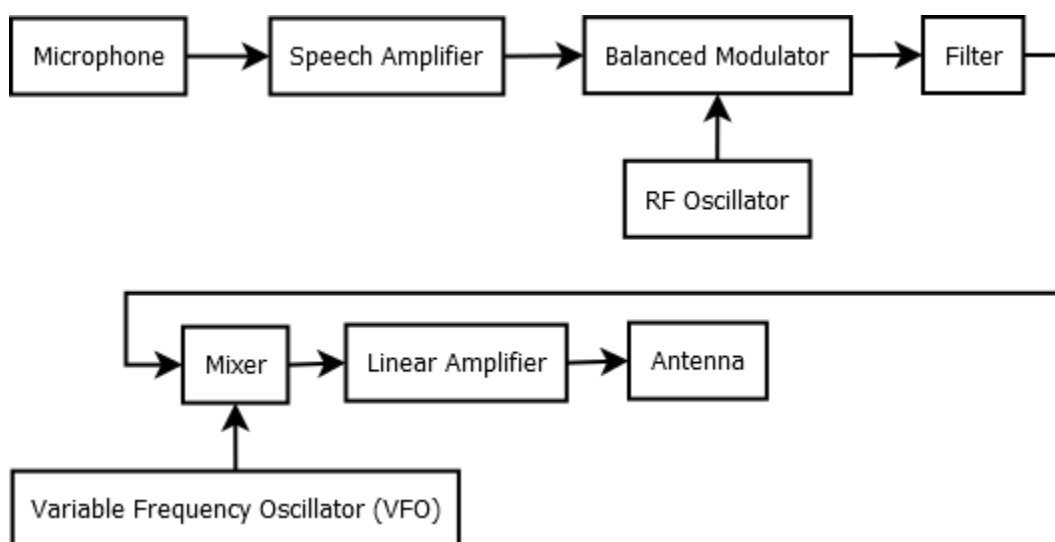 Microphone
Speech Amplifier
Balanced Modulator
Filter
RF Oscillator
Mixer
Linear Amplifier
Antenna
Variable Frequency Oscillator (VFO)